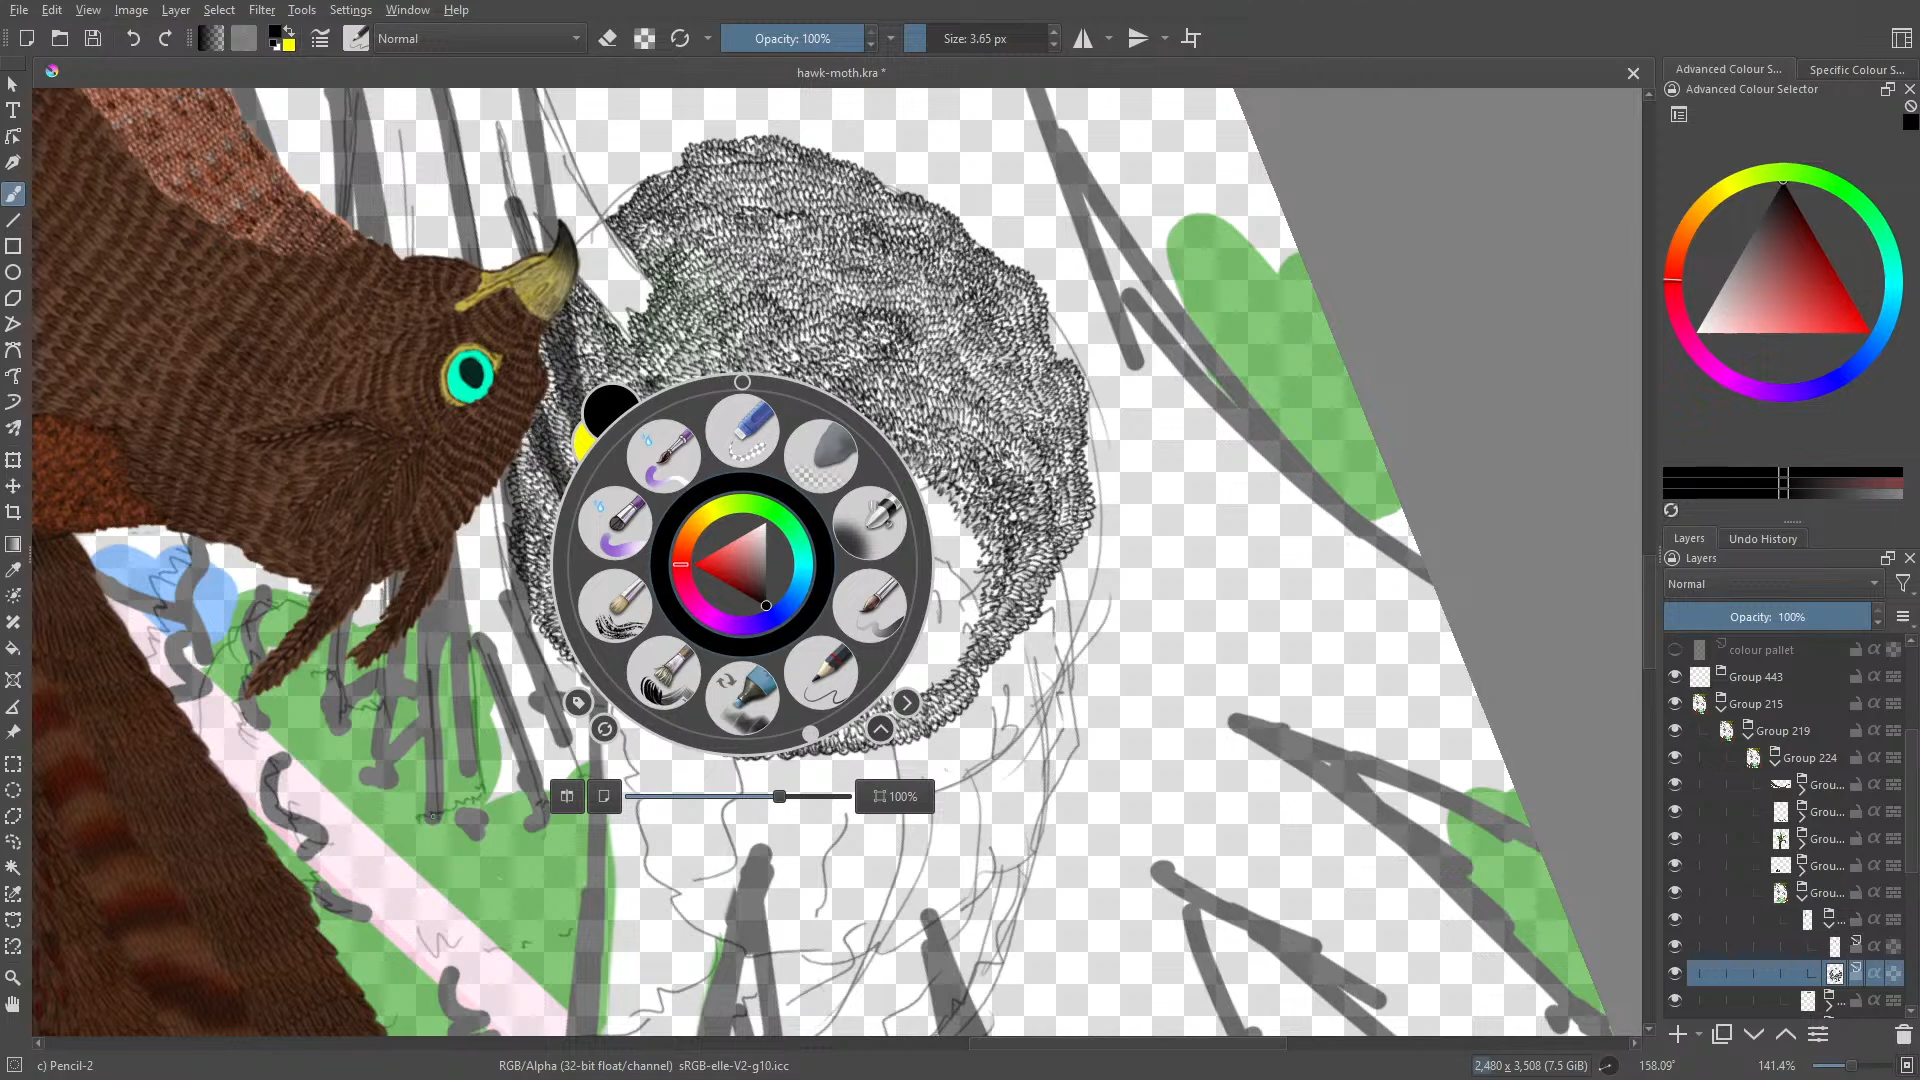 File Edit View Image Layer Select Filter Tools Settings Window Help
Normal Opacity: 100% Size: 3.65 px
hawk-moth.kra *
Advanced Colour S... Specific Colour S...
Advanced Colour Selector
Layers Undo History
Layers
Normal
Opacity: 100%
colour pallet
Group 443
Group 215
Group 219
Group 224
Grou...
Grou...
Grou...
Grou...
Grou...
...
...
100%
c) Pencil-2 RGB/Alpha (32-bit float/channel) sRGB-elle-V2-g10.icc 2,480 x 3,508 (7.5 GiB) 158.09° 141.4%